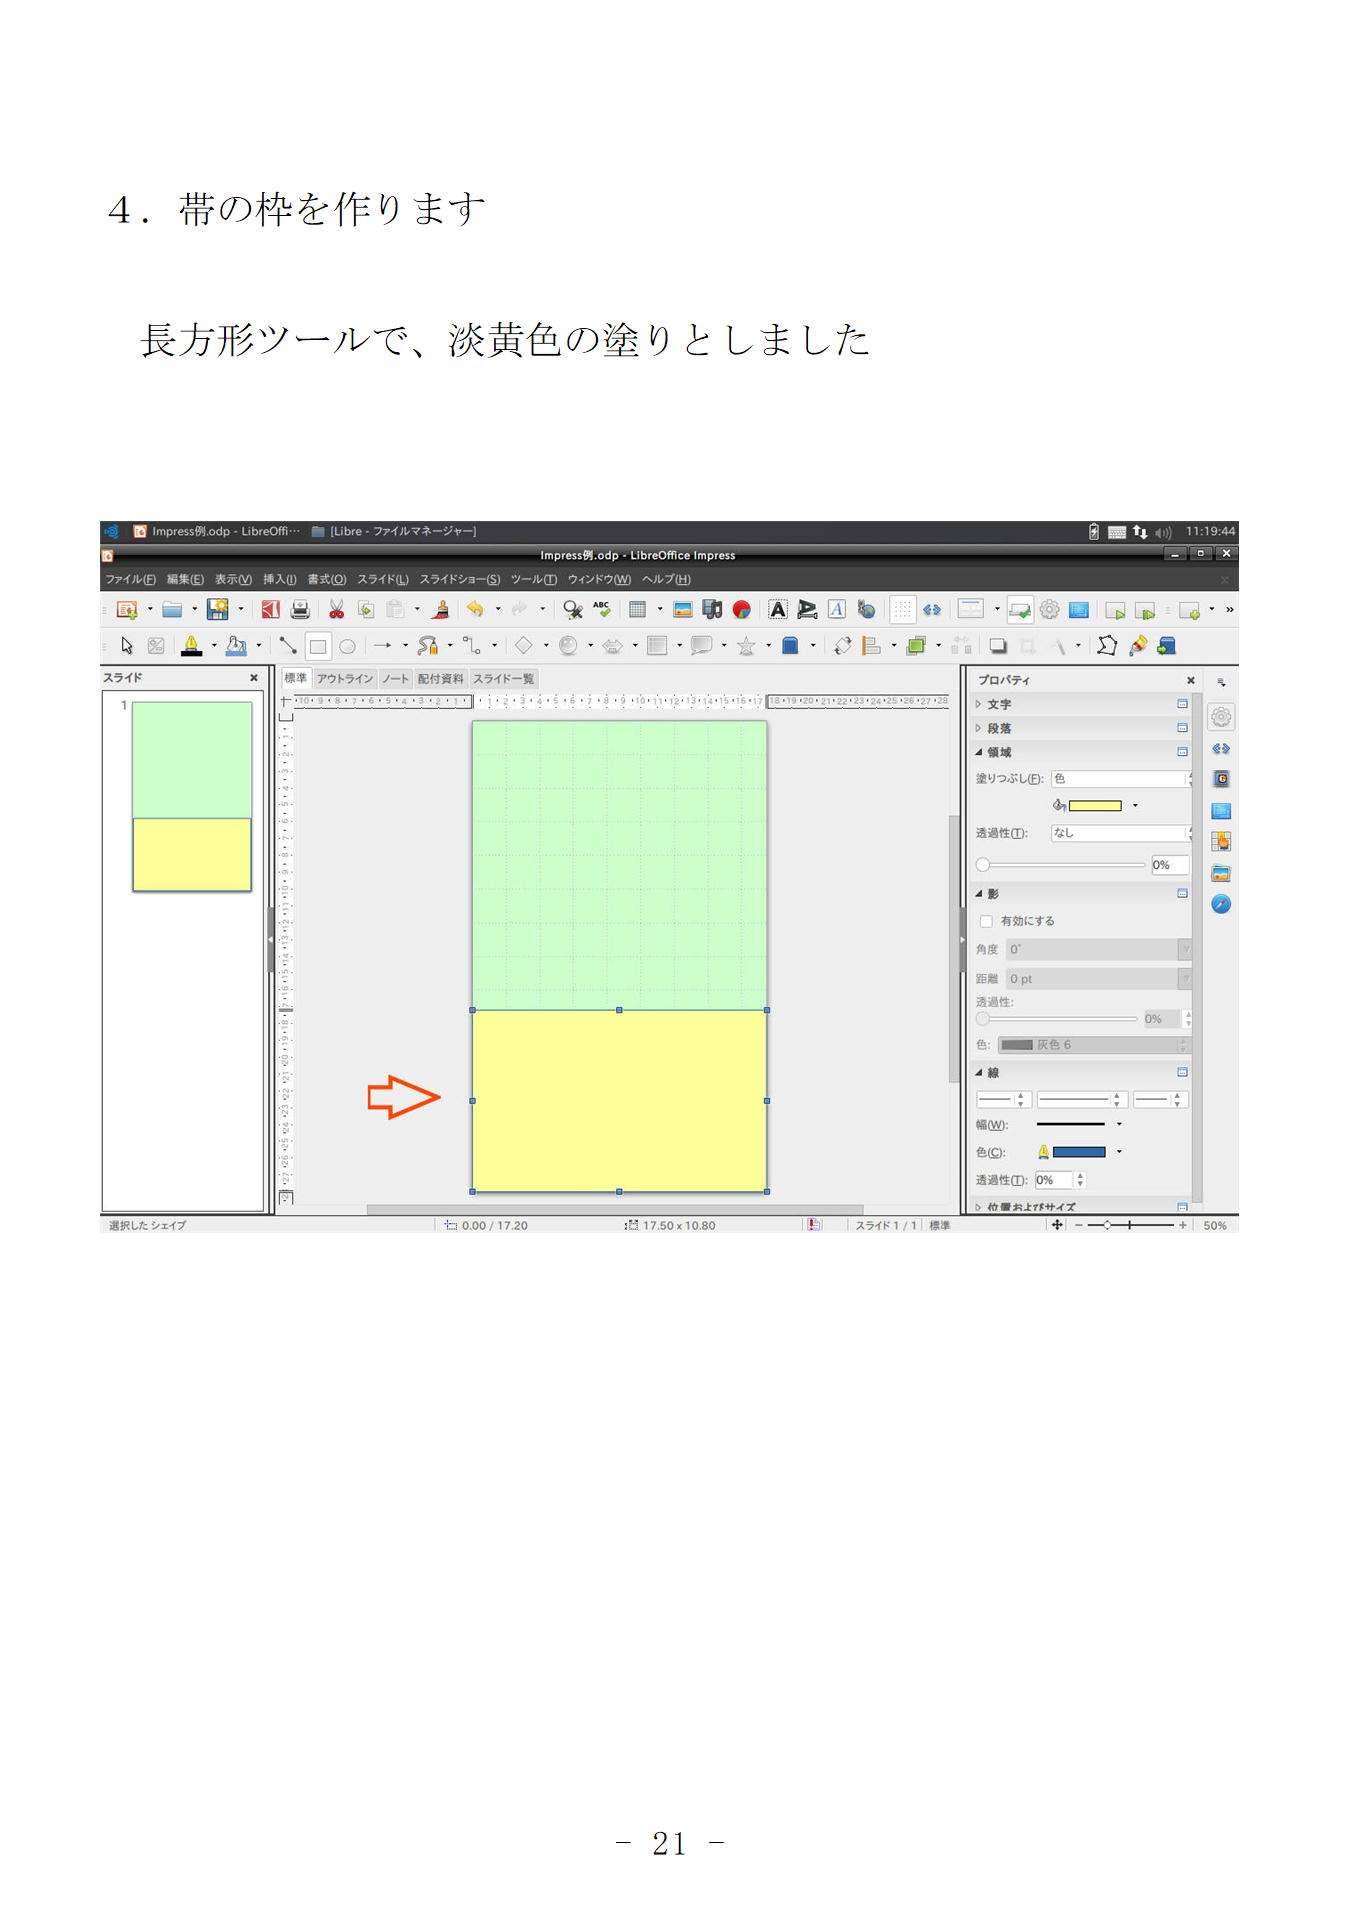 ４．帯の枠を作ります
長方形ツールで、淡黄色の塗りとしました
Impress例.odp - LibreOffi… [Libre - ファイルマネージャー] 11:19:44
Impress例.odp - LibreOffice Impress
ファイル(F) 編集(E) 表示(V) 挿入(I) 書式(O) スライド(L) スライドショー(S) ツール(T) ウィンドウ(W) ヘルプ(H)
スライド
標準 アウトライン ノート 配付資料 スライド一覧
プロパティ
1
文字
段落
領域
塗りつぶし(F): 色
透過性(T): なし
0%
影
有効にする
角度 0°
距離 0 pt
透過性:
0%
色: 灰色 6
線
幅(W):
色(C):
透過性(T): 0%
位置およびサイズ
選択した シェイプ 0.00 / 17.20 17.50 x 10.80 スライド 1 / 1 標準 50%
- 21 -